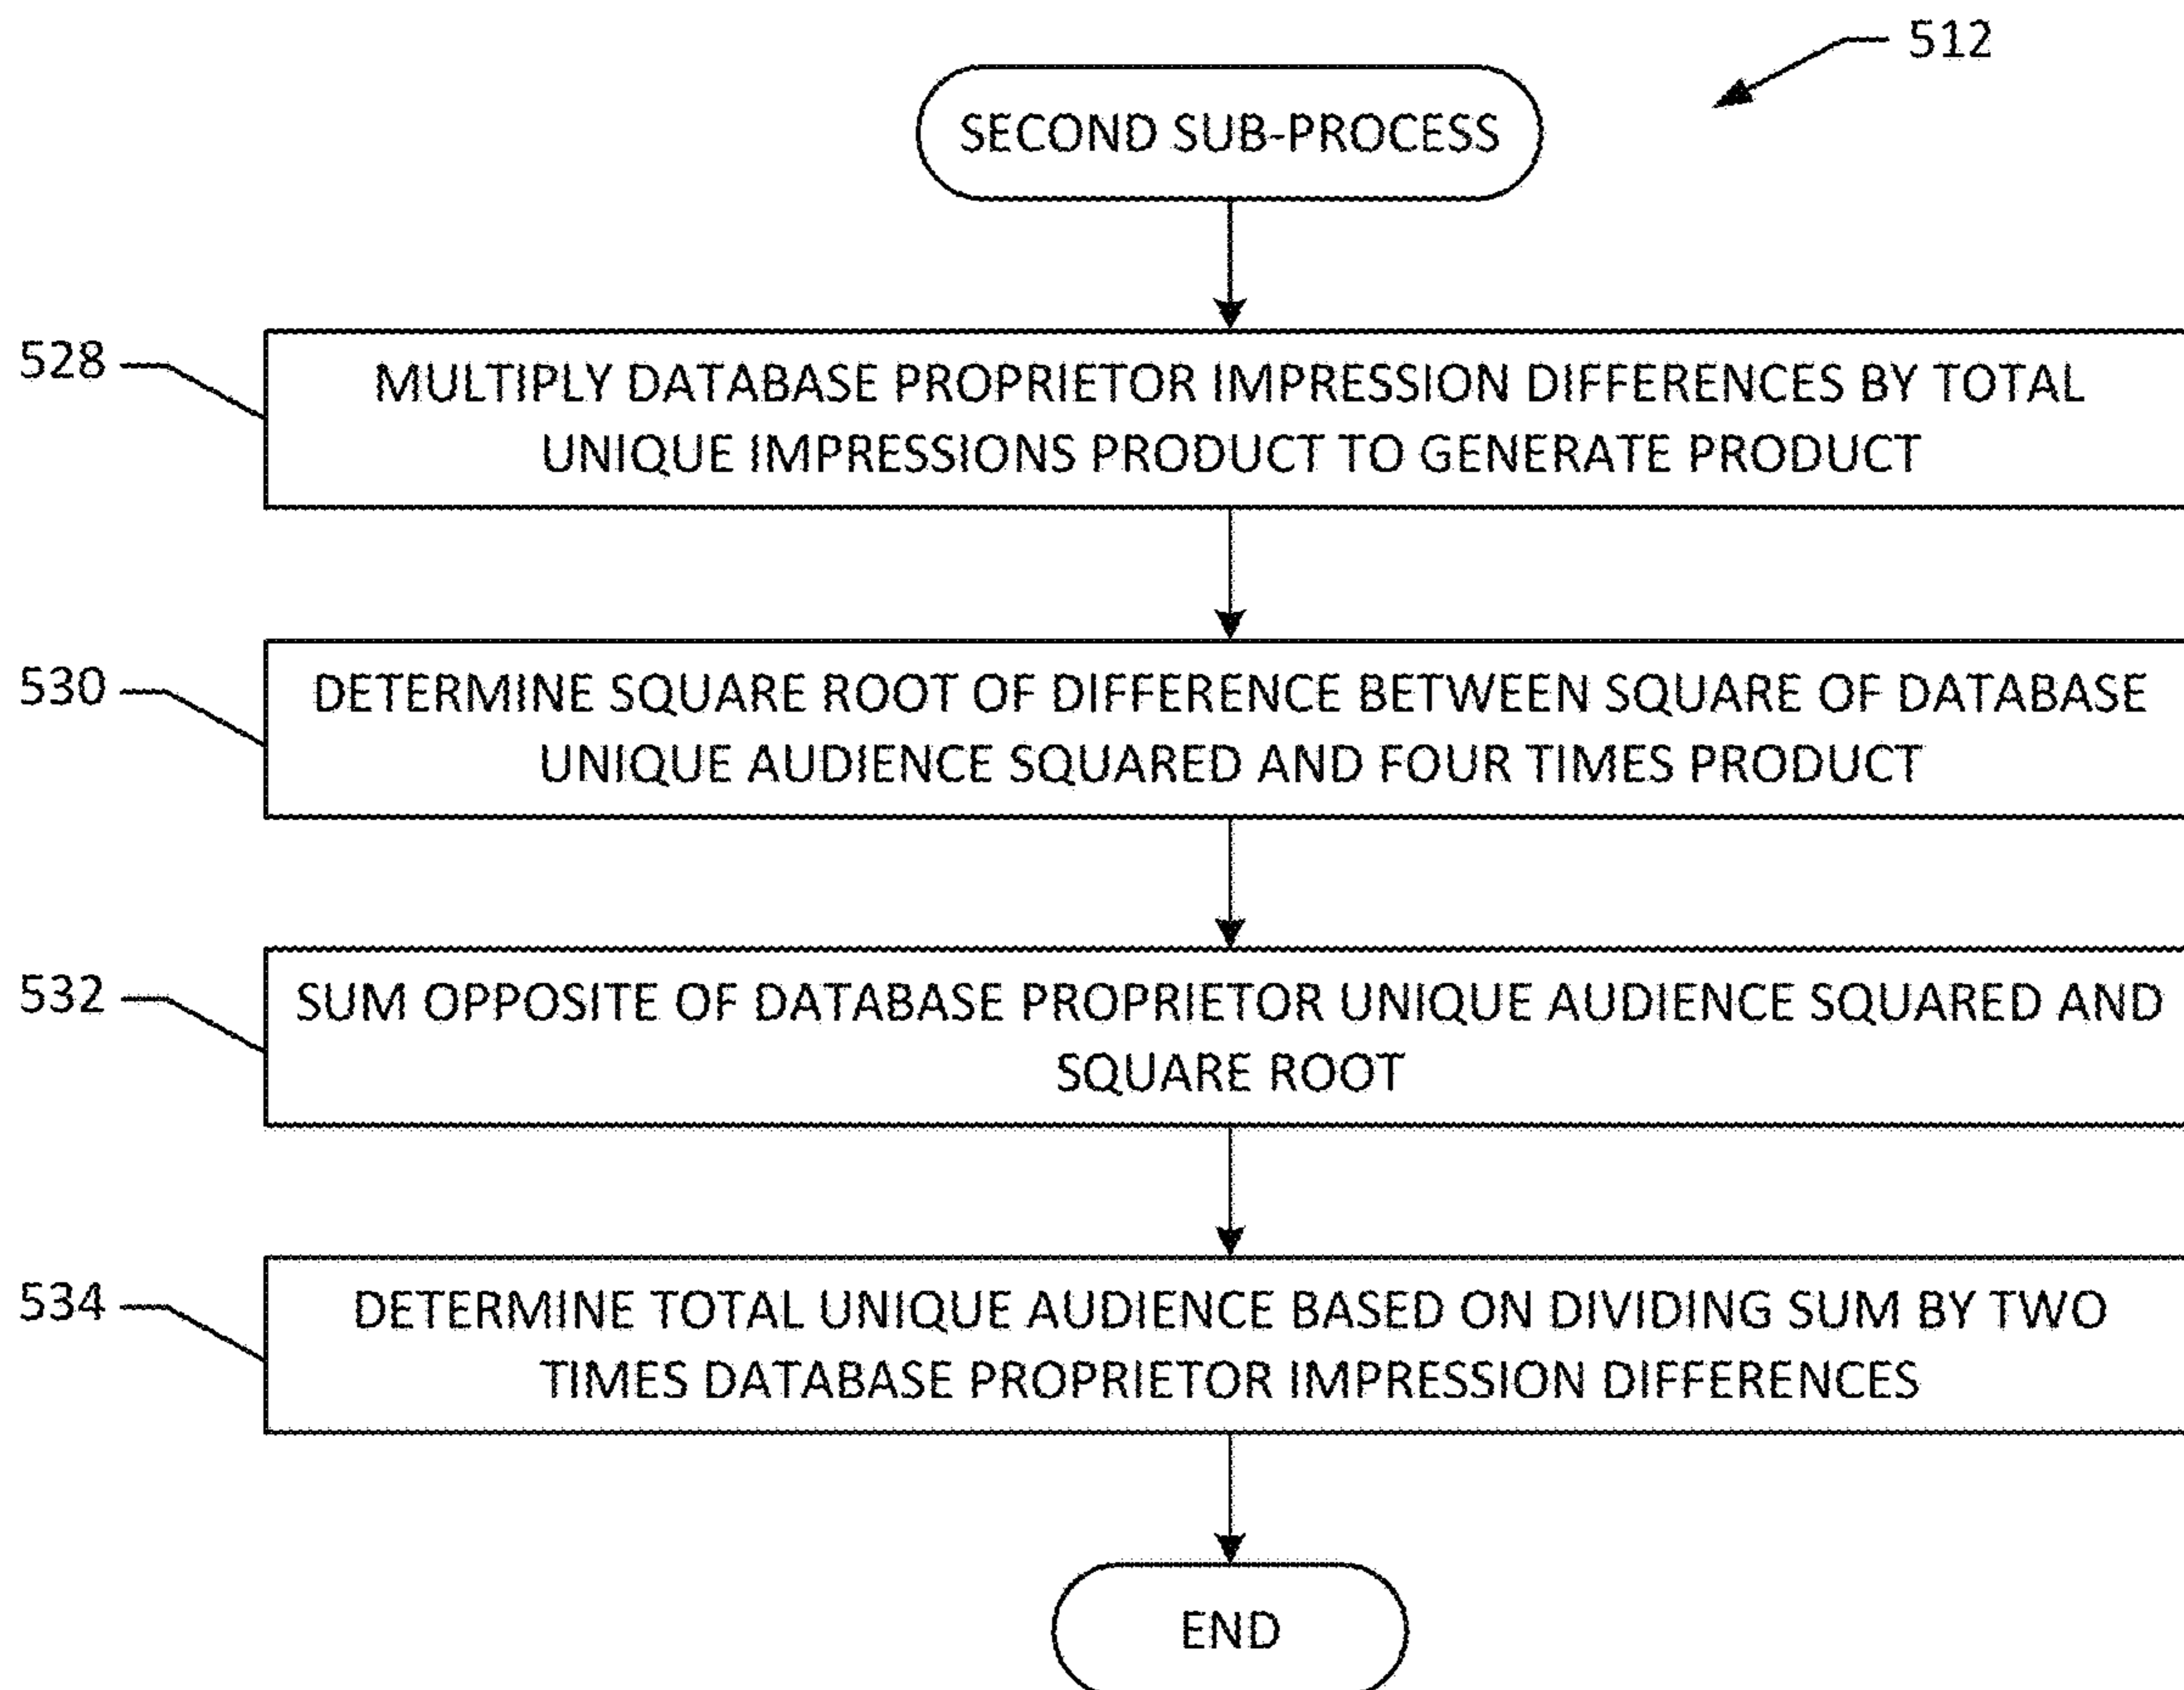 512
SECOND SUB-PROCESS
528
MULTIPLY DATABASE PROPRIETOR IMPRESSION DIFFERENCES BY TOTAL
UNIQUE IMPRESSIONS PRODUCT TO GENERATE PRODUCT
530
DETERMINE SQUARE ROOT OF DIFFERENCE BETWEEN SQUARE OF DATABASE
UNIQUE AUDIENCE SQUARED AND FOUR TIMES PRODUCT
532
SUM OPPOSITE OF DATABASE PROPRIETOR UNIQUE AUDIENCE SQUARED AND
SQUARE ROOT
534
DETERMINE TOTAL UNIQUE AUDIENCE BASED ON DIVIDING SUM BY TWO
TIMES DATABASE PROPRIETOR IMPRESSION DIFFERENCES
END